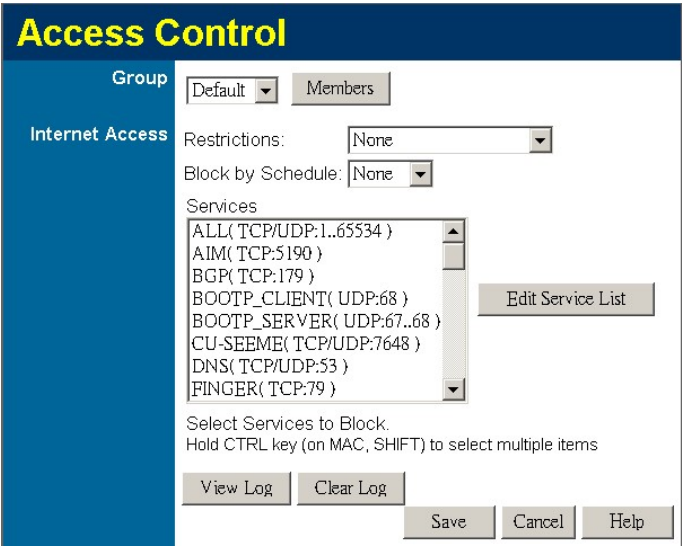 Access Control
Group Default Members
Internet Access Restrictions: None
Block by Schedule: None
Services
ALL( TCP/UDP:1..65534 )
AIM( TCP:5190 )
BGP( TCP:179 )
BOOTP_CLIENT( UDP:68 )
BOOTP_SERVER( UDP:67..68 )
CU-SEEME( TCP/UDP:7648 )
DNS( TCP/UDP:53 )
FINGER( TCP:79 )
Edit Service List
Select Services to Block.
Hold CTRL key (on MAC, SHIFT) to select multiple items
View Log Clear Log
Save Cancel Help